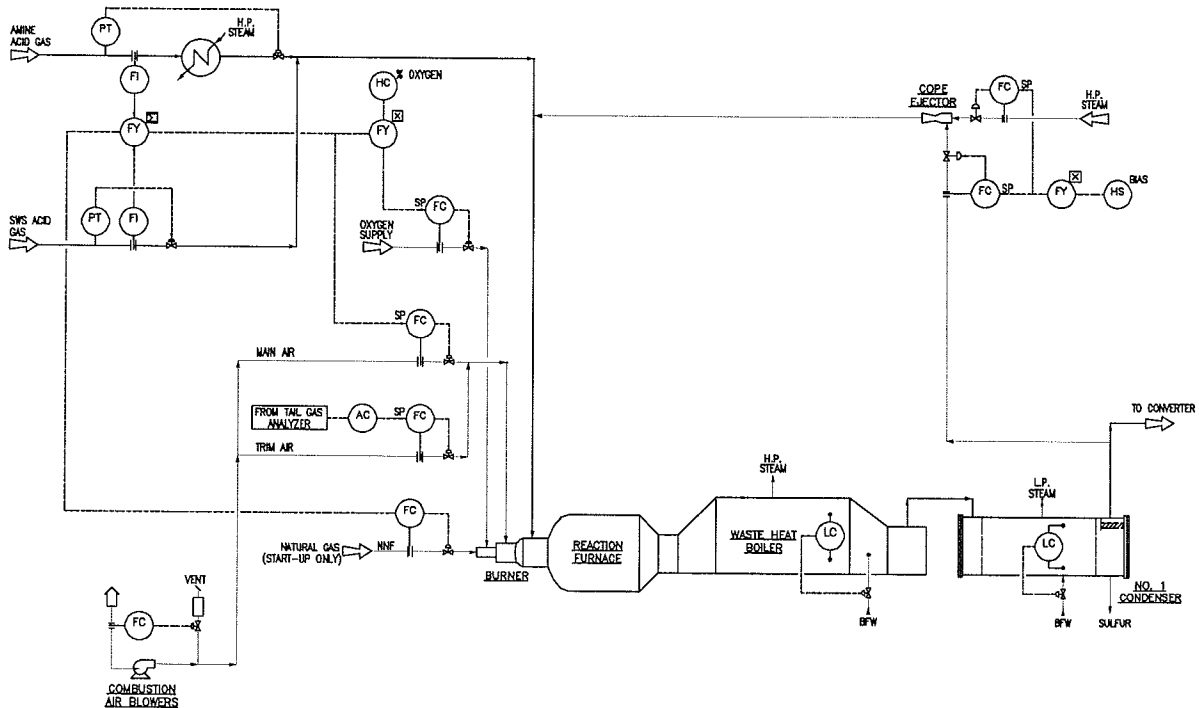 AMINE
ACID GAS
PT
H.P.
STEAM
FI
HC
% OXYGEN
FY
Σ
FY
X
PT
FI
SWS ACID
GAS
SP
FC
OXYGEN
SUPPLY
COPE
EJECTOR
FC
SP
H.P.
STEAM
FC
SP
FY
X
HS
BIAS
SP
FC
MAIN AIR
FROM TAIL GAS
ANALYZER
AC
SP
FC
TRIM AIR
TO CONVERTER
FC
NATURAL GAS
(START-UP ONLY)
NNF
BURNER
REACTION
FURNACE
H.P.
STEAM
WASTE HEAT
BOILER
LC
BFW
L.P.
STEAM
LC
BFW
NO. 1
CONDENSER
SULFUR
VENT
FC
COMBUSTION
AIR BLOWERS